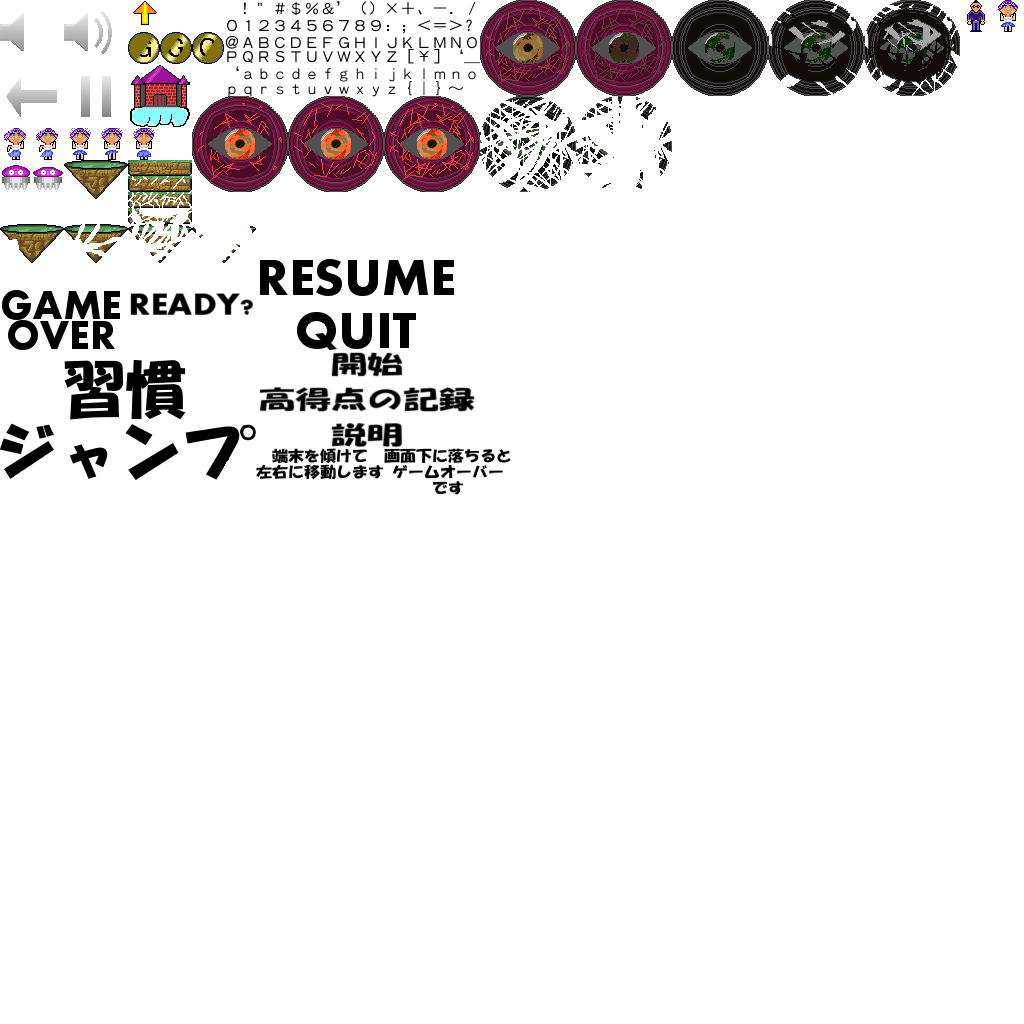 ！＂＃＄％＆’（）×＋、－．／
０１２３４５６７８９：；＜＝＞？
＠ＡＢＣＤＥＦＧＨＩＪＫＬＭＮＯ
ＰＱＲＳＴＵＶＷＸＹＺ［￥］‘＿
‘ａｂｃｄｅｆｇｈｉｊｋｌｍｎｏ
ｐｑｒｓｔｕｖｗｘｙｚ｛｜｝～
RESUME
GAME
OVER
READY?
QUIT
習慣
ジャンプ
開始
高得点の記録
説明
端末を傾けて
左右に移動します
画面下に落ちると
ゲームオーバー
です